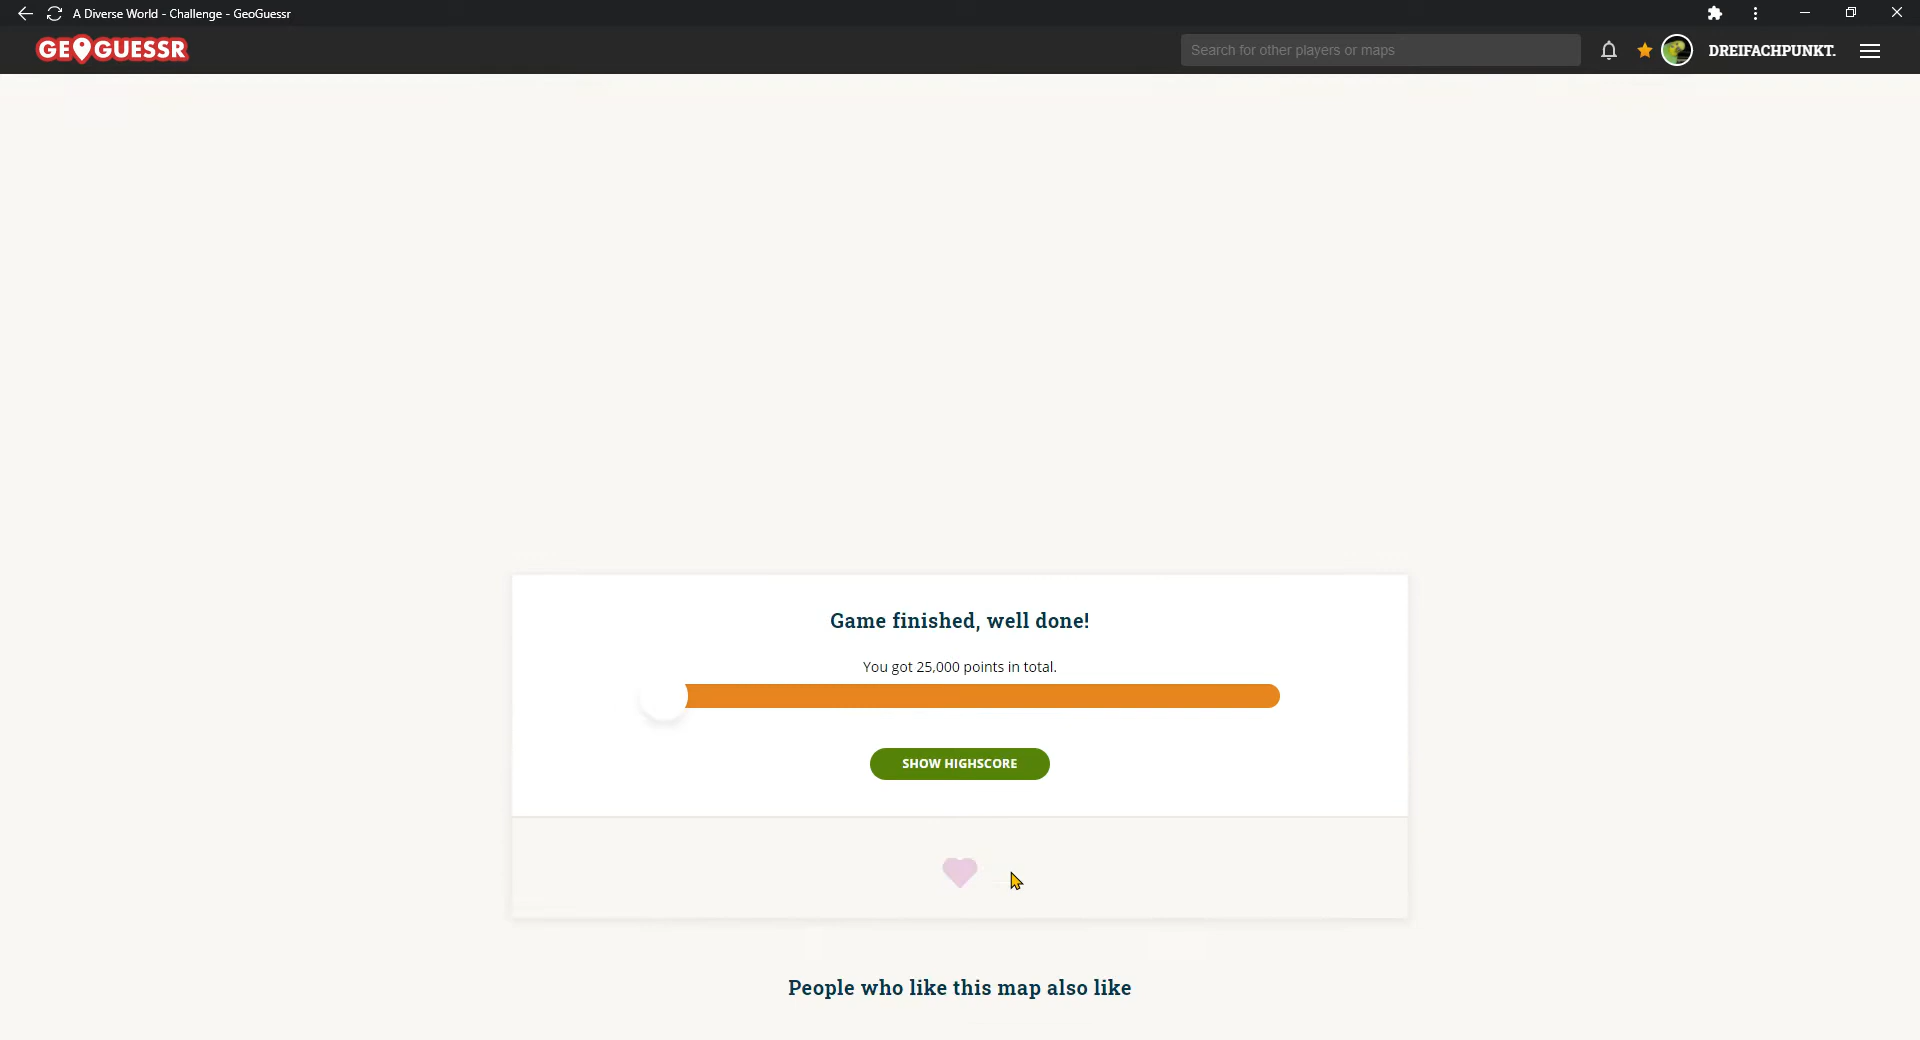 A Diverse World - Challenge - GeoGuessr
GEOGUESSR
Search for other players or maps
DREIFACHPUNKT.
Game finished, well done!
You got 25,000 points in total.
SHOW HIGHSCORE
People who like this map also like